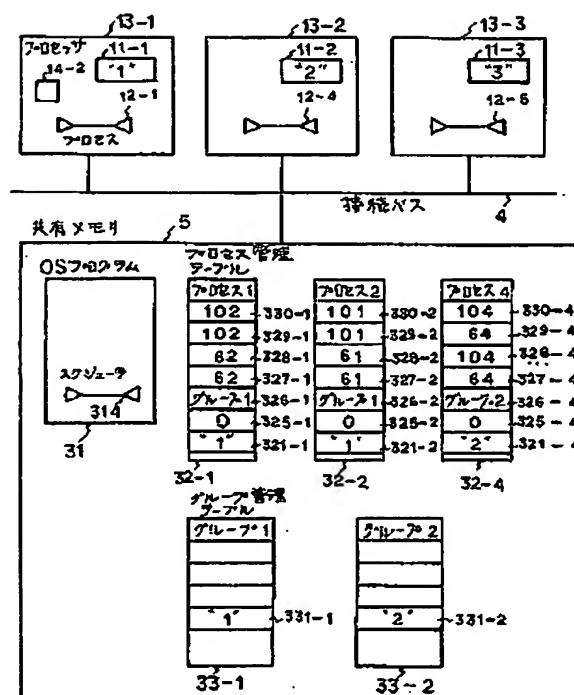 13-1 13-2 13-3
プロセッサ 11-1 11-2 11-3
14-2 "1" "2" "3"
12-1 12-4
プロセス
接続バス 4
共有メモリ 5
プロセス管理
テーブル
OSプログラム
プロセス1 プロセス2 プロセス4
102 330-1 101 330-2 104 330-4
102 329-1 101 329-2 64 329-4
62 328-1 61 328-2 104
62 327-1 61 327-2 64 327-4
グループ1 326-1 グループ1 326-2 グループ2 326-4
0 325-1 0 325-2 0 325-4
"1" 321-1 "1" 321-2 "2" 321-4
スケジューラ
314
31
32-1 32-2 32-4
グループ管理
テーブル
グループ1 グループ2
"1" 331-1 "2" 331-2
33-1 33-2